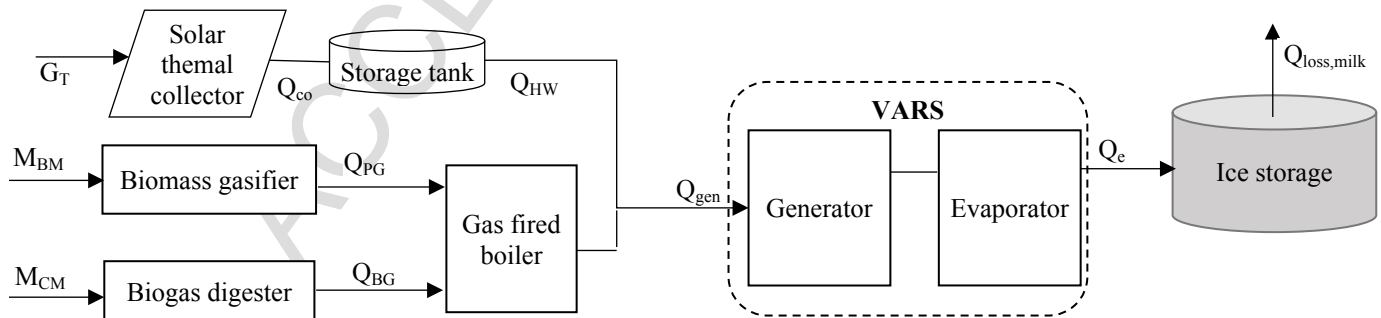 Solar
themal
collector
G_T
Q_co
Storage tank
Q_HW
M_BM
Biomass gasifier
Q_PG
M_CM
Biogas digester
Q_BG
Gas fired
boiler
Q_gen
VARS
Generator
Evaporator
Q_e
Q_loss,milk
Ice storage